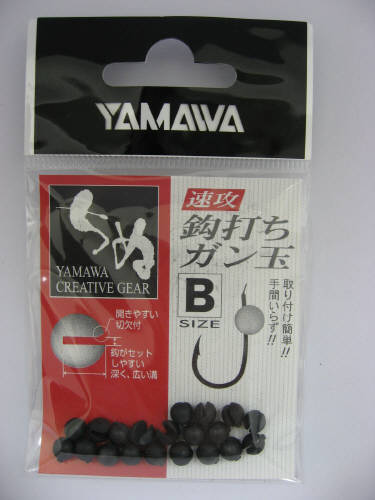 YAMAWA
ちぬ
YAMAWA
CREATIVE GEAR
速攻
鈎打ち
ガン玉
B
SIZE
取り付け簡単!!
手間いらず!!
開きやすい
切欠付
鈎がセット
しやすい
深く、広い溝